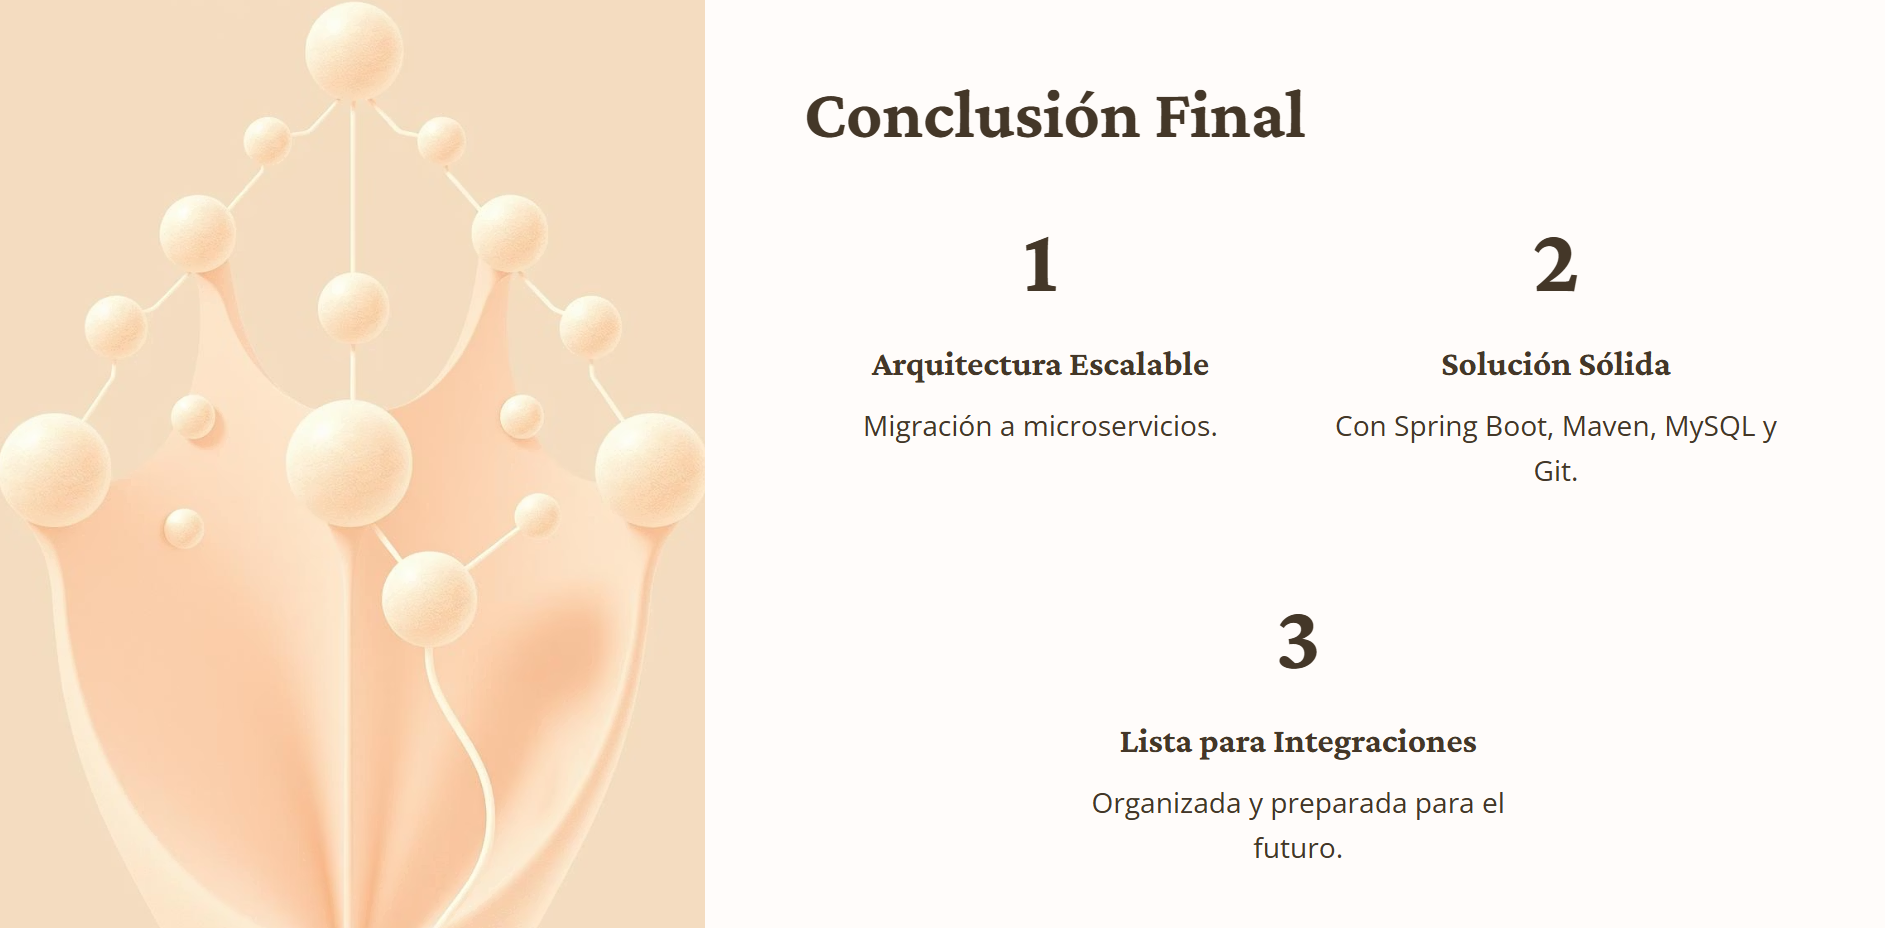 Conclusión Final
1
Arquitectura Escalable
Migración a microservicios.
2
Solución Sólida
Con Spring Boot, Maven, MySQL y
Git.
3
Lista para Integraciones
Organizada y preparada para el
futuro.